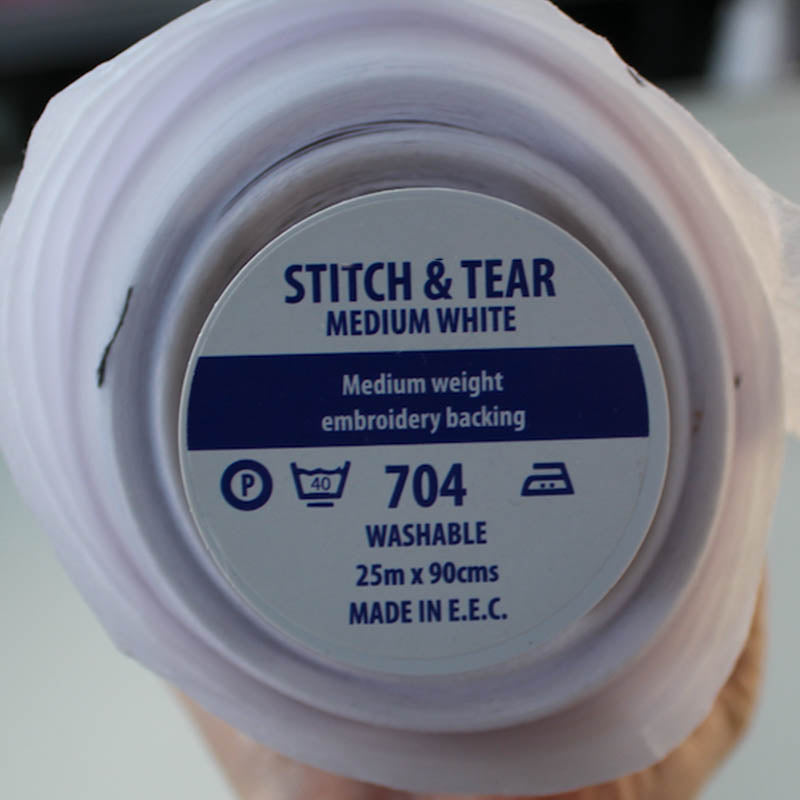 STITCH & TEAR
MEDIUM WHITE
Medium weight
embroidery backing
P 40 704
WASHABLE
25m x 90cms
MADE IN E.E.C.